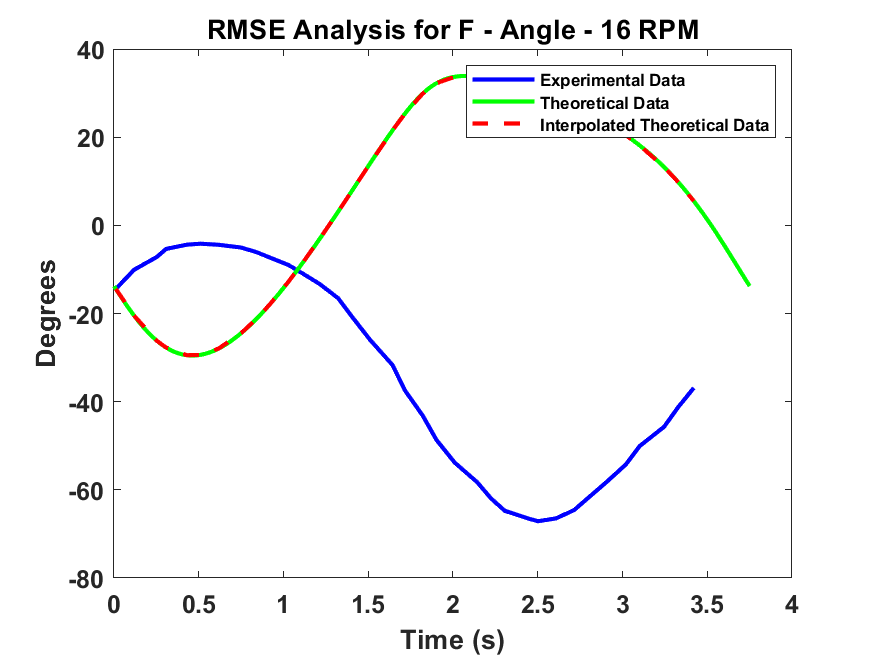 RMSE Analysis for F - Angle - 16 RPM
40
20
0
-20
-40
-60
-80
Degrees
Experimental Data
Theoretical Data
Interpolated Theoretical Data
0 0.5 1 1.5 2 2.5 3 3.5 4
Time (s)